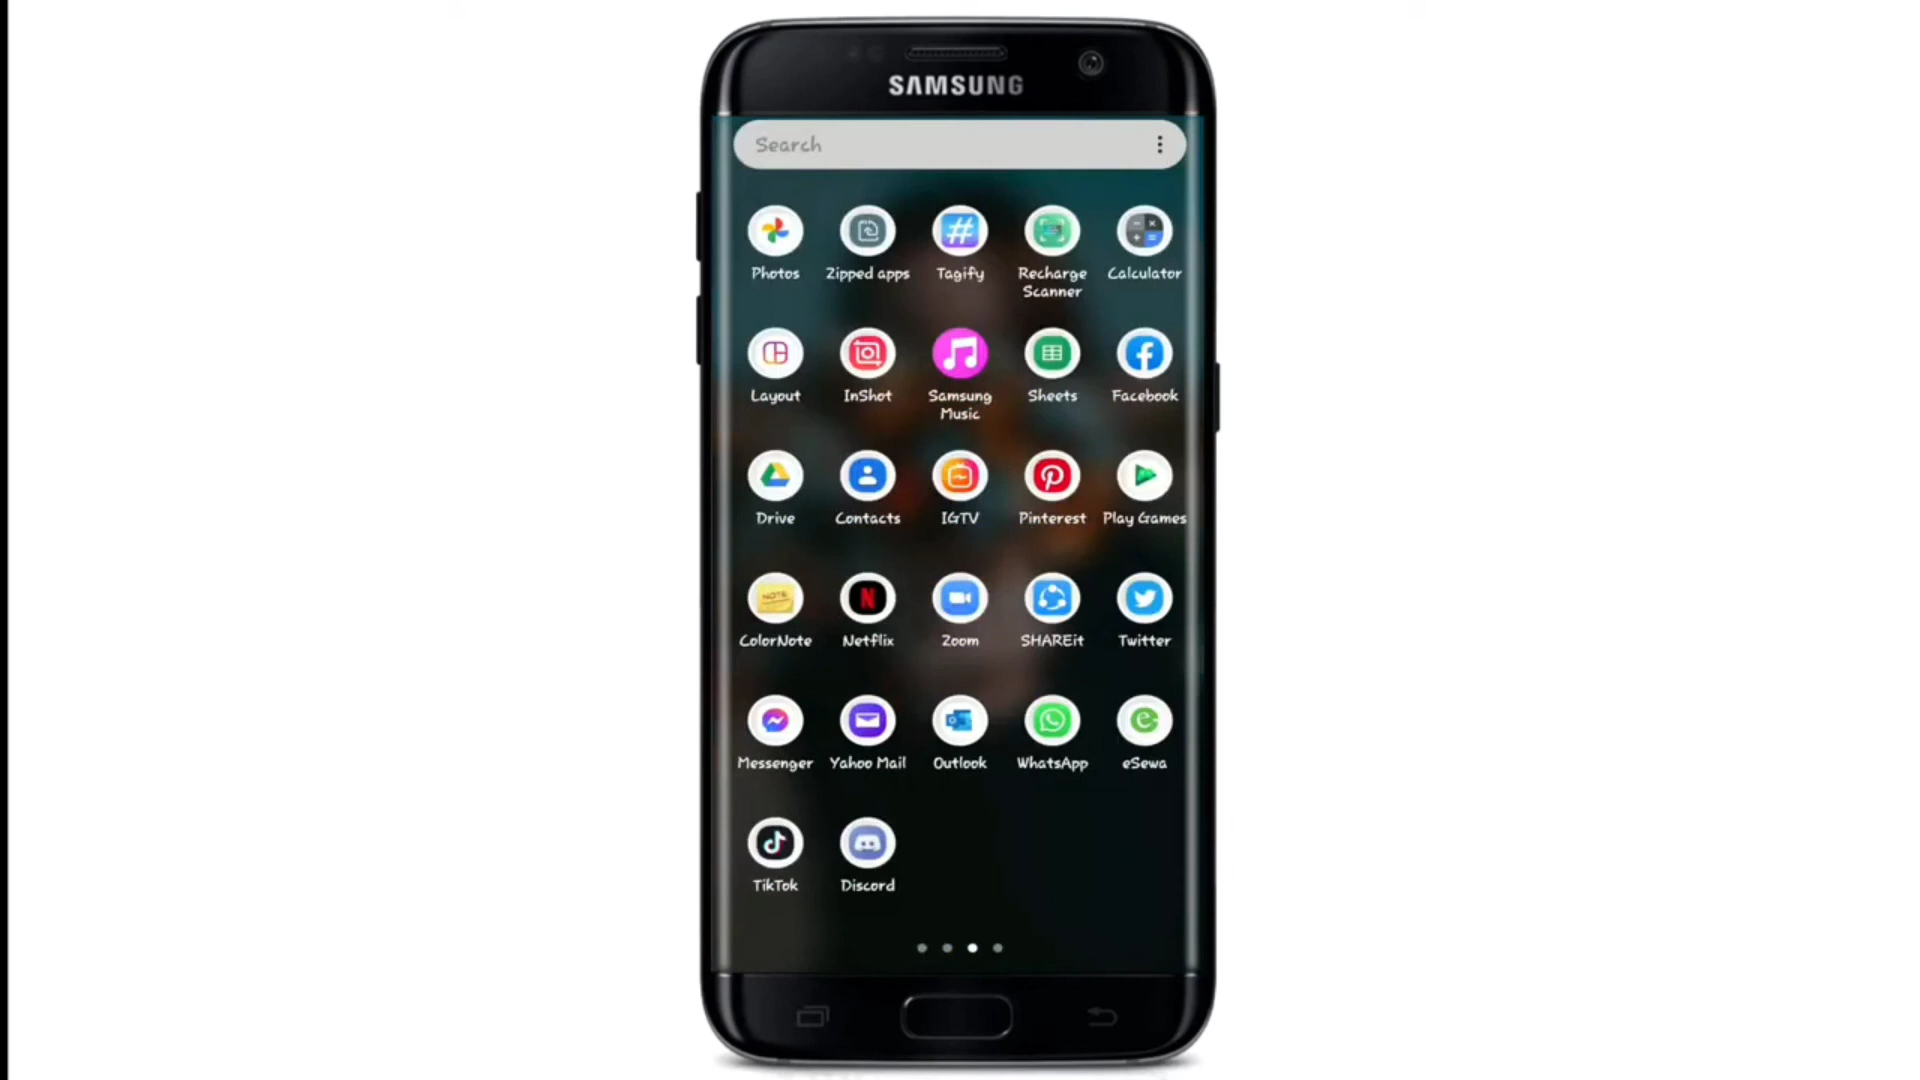 SAMSUNG
Search
Photos
Zipped apps
Tagify
Recharge
Scanner
Calculator
Layout
InShot
Samsung
Music
Sheets
Facebook
Drive
Contacts
IGTV
Pinterest
Play Games
NOTE
ColorNote
Netflix
Zoom
SHAREit
Twitter
Messenger
Yahoo Mail
Outlook
WhatsApp
eSewa
TikTok
Discord